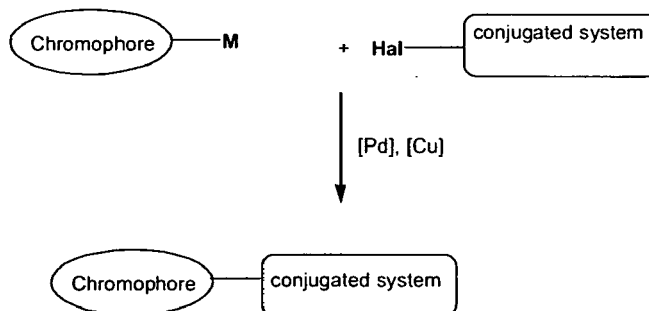 Chromophore M + Hal conjugated system
[Pd], [Cu]
Chromophore conjugated system